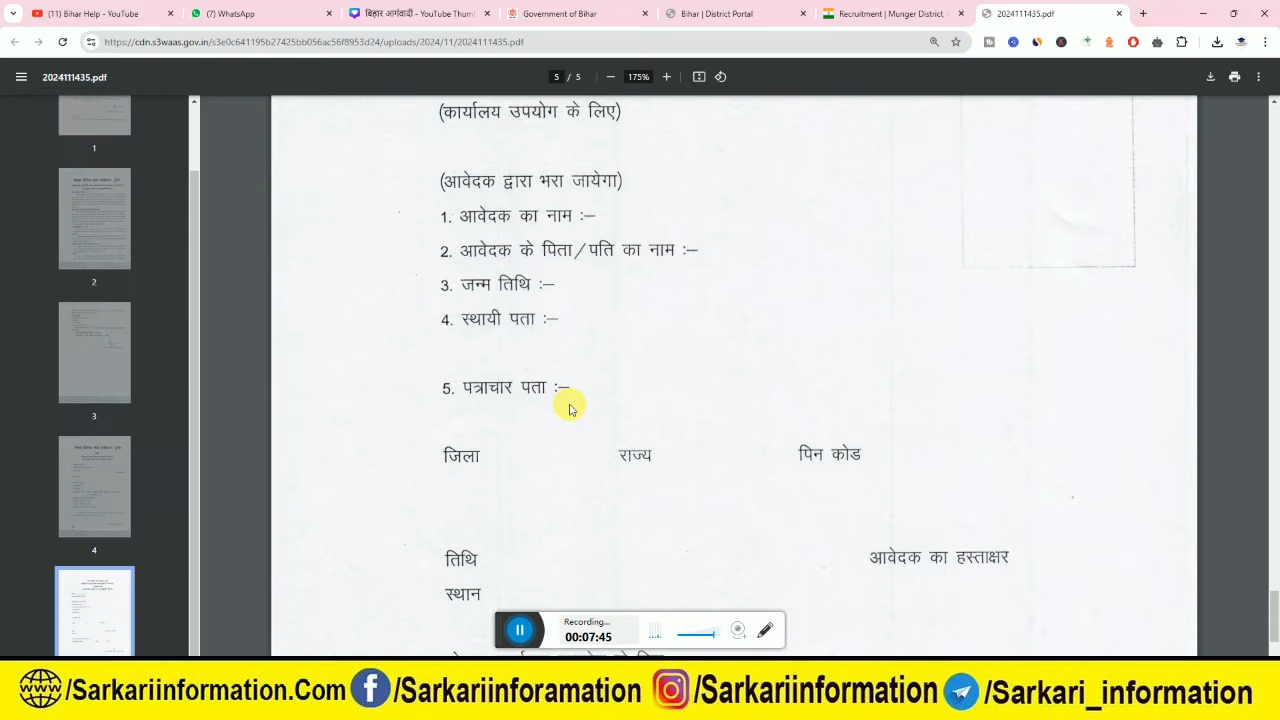 (11) Bihar Help - YouTube
(7) WhatsApp
बिहार आगंवादी - YouTube Thum
Government of Bihar
Bihar | District Portal
Recruitment | Munger District,
2024111435.pdf
https://cdn.s3waas.gov.in/s3e0c641195b27425bb056ac56f8953d24/uploads/2024/11/2024111435.pdf
2024111435.pdf
5 / 5
175%
1
2
3
4
(कार्यालय उपयोग के लिए)
(आवेदक द्वारा भरा जायेगा)
1. आवेदक का नाम :–
2. आवेदक के पिता/पति का नाम :–
3. जन्म तिथि :–
4. स्थायी पता :–
5. पत्राचार पता :–
जिला राज्य पिन कोड
तिथि आवेदक का हस्ताक्षर
स्थान
Recording...
00:07:45
www /Sarkariinformation.Com f /Sarkariinforamation /Sarkariinformation /Sarkari_information